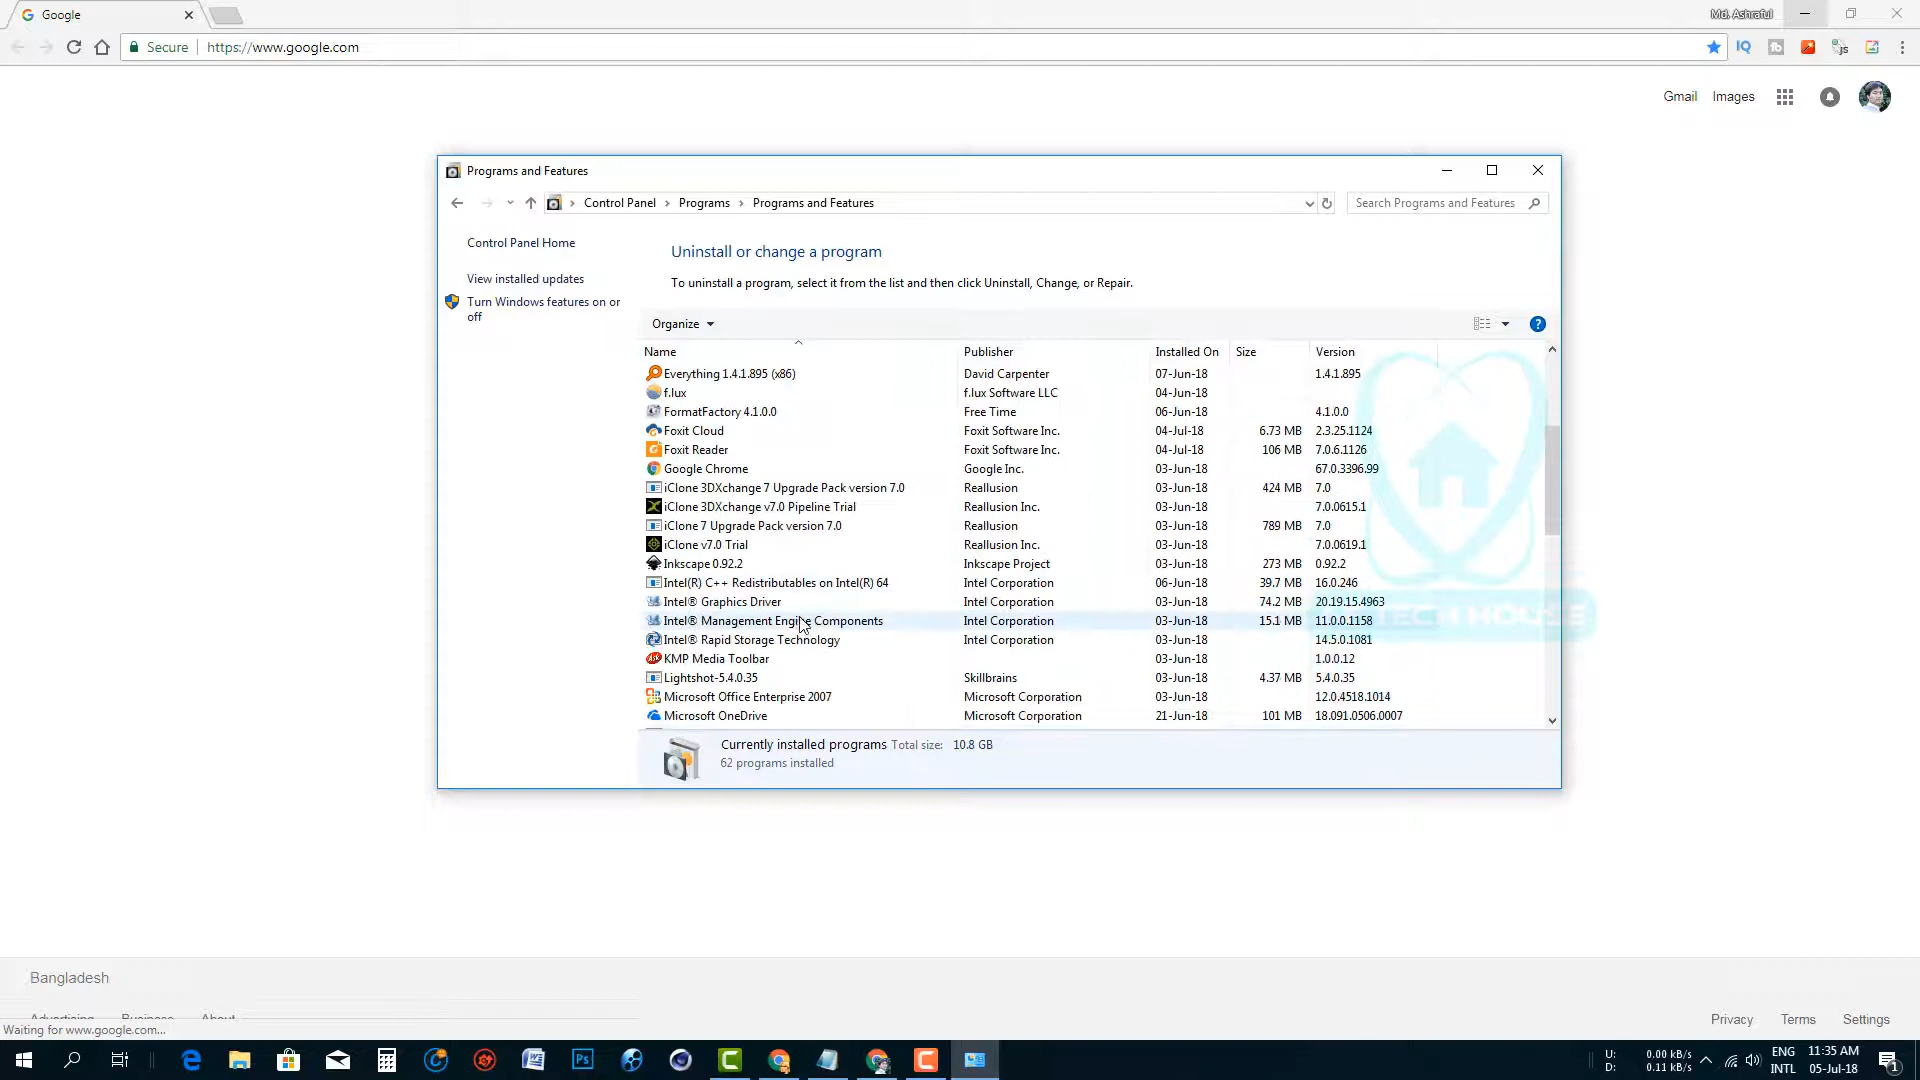 Google
Md. Ashraful
Secure
https://www.google.com
IQ
js
Gmail
Images
Programs and Features
Control Panel > Programs > Programs and Features
Search Programs and Features
Control Panel Home
View installed updates
Turn Windows features on or
off
Uninstall or change a program
To uninstall a program, select it from the list and then click Uninstall, Change, or Repair.
Organize
?
Name Publisher Installed On Size Version
Everything 1.4.1.895 (x86) David Carpenter 07-Jun-18 1.4.1.895
f.lux f.lux Software LLC 04-Jun-18
FormatFactory 4.1.0.0 Free Time 06-Jun-18 4.1.0.0
Foxit Cloud Foxit Software Inc. 04-Jul-18 6.73 MB 2.3.25.1124
Foxit Reader Foxit Software Inc. 04-Jul-18 106 MB 7.0.6.1126
Google Chrome Google Inc. 03-Jun-18 67.0.3396.99
iClone 3DXchange 7 Upgrade Pack version 7.0 Reallusion 03-Jun-18 424 MB 7.0
iClone 3DXchange v7.0 Pipeline Trial Reallusion Inc. 03-Jun-18 7.0.0615.1
iClone 7 Upgrade Pack version 7.0 Reallusion 03-Jun-18 789 MB 7.0
iClone v7.0 Trial Reallusion Inc. 03-Jun-18 7.0.0619.1
Inkscape 0.92.2 Inkscape Project 03-Jun-18 273 MB 0.92.2
Intel(R) C++ Redistributables on Intel(R) 64 Intel Corporation 06-Jun-18 39.7 MB 16.0.246
Intel® Graphics Driver Intel Corporation 03-Jun-18 74.2 MB 20.19.15.4963
Intel® Management Engine Components Intel Corporation 03-Jun-18 15.1 MB 11.0.0.1158
TECH HOUSE
Intel® Rapid Storage Technology Intel Corporation 03-Jun-18 14.5.0.1081
KMP Media Toolbar 03-Jun-18 1.0.0.12
Lightshot-5.4.0.35 Skillbrains 03-Jun-18 4.37 MB 5.4.0.35
Microsoft Office Enterprise 2007 Microsoft Corporation 03-Jun-18 12.0.4518.1014
Microsoft OneDrive Microsoft Corporation 21-Jun-18 101 MB 18.091.0506.0007
Currently installed programs Total size: 10.8 GB
62 programs installed
Bangladesh
Advertising Business About
Waiting for www.google.com...
Privacy Terms Settings
U: 0.00 kB/s
D: 0.11 kB/s
ENG
INTL
11:35 AM
05-Jul-18
1